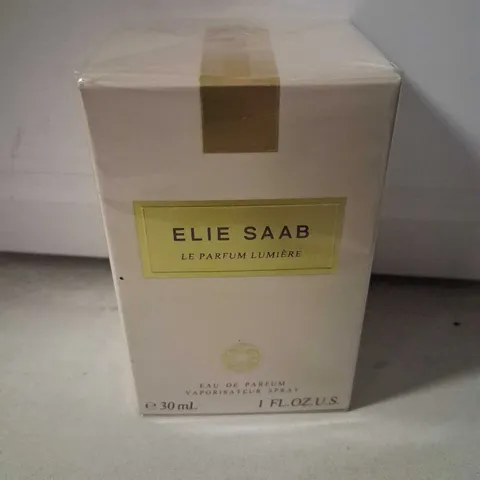 ELIE SAAB
LE PARFUM LUMIÈRE
EAU DE PARFUM
VAPORISATEUR SPRAY
℮ 30 mL 1 FL.OZ.U.S.